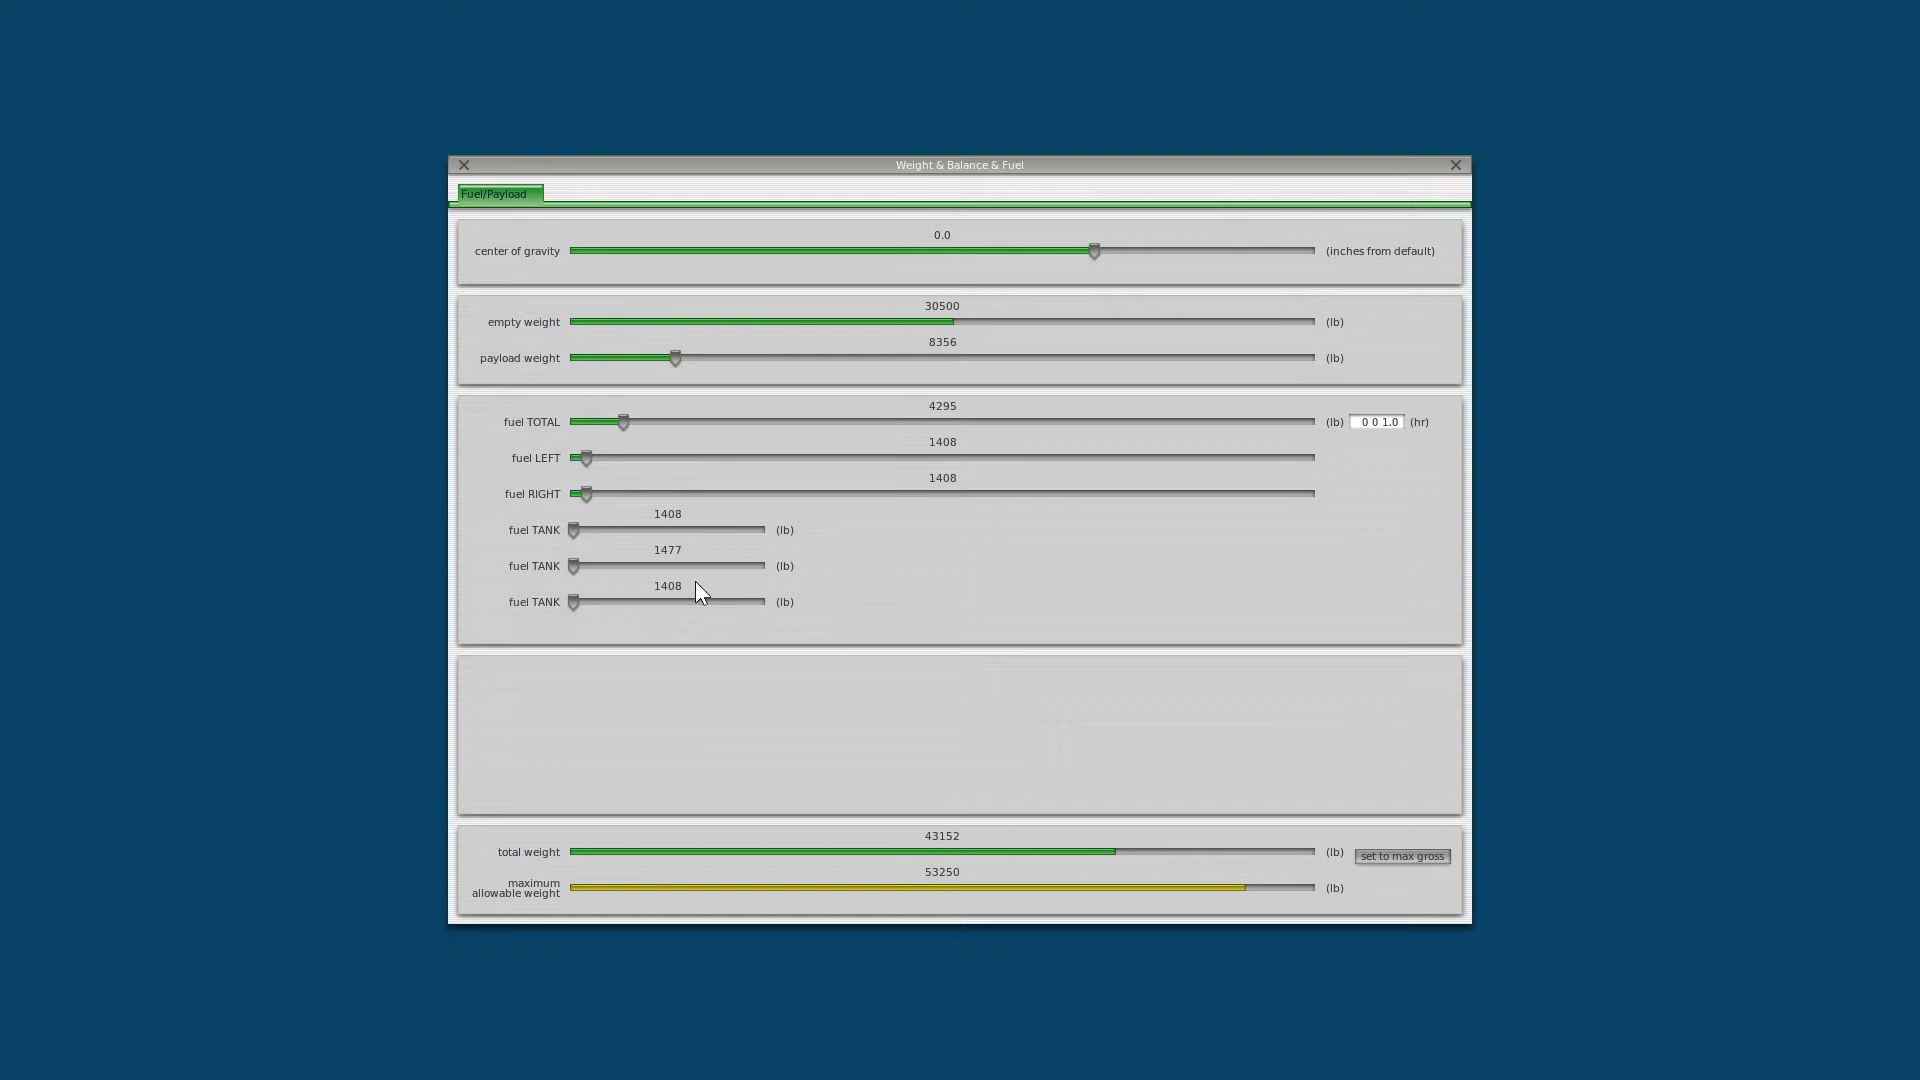 Weight & Balance & Fuel
Fuel/Payload
0.0
center of gravity (inches from default)
30500
empty weight (lb)
8356
payload weight (lb)
4295
fuel TOTAL (lb) 0 0 1.0 (hr)
1408
fuel LEFT
1408
fuel RIGHT
1408
fuel TANK (lb)
1477
fuel TANK (lb)
1408
fuel TANK (lb)
43152
total weight (lb) set to max gross
53250
maximum
allowable weight (lb)